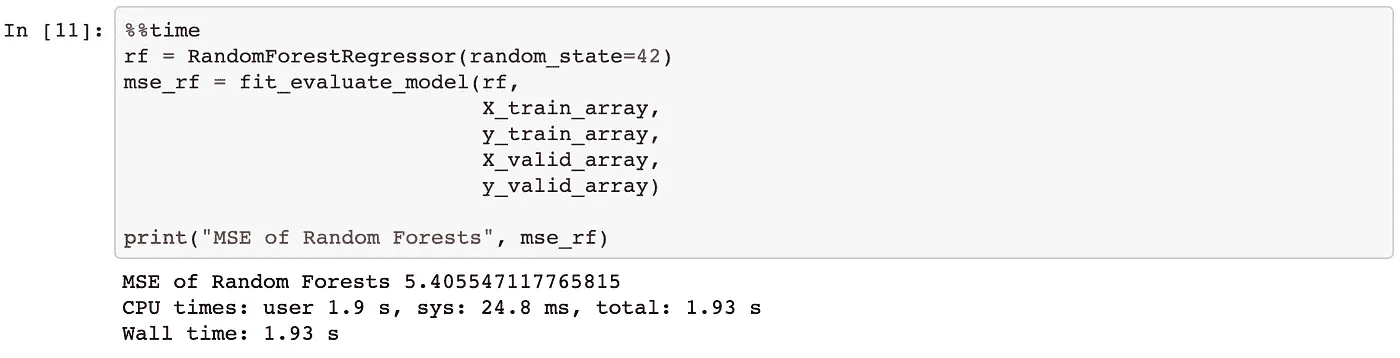 In [11]: %%time
rf = RandomForestRegressor(random_state=42)
mse_rf = fit_evaluate_model(rf,
X_train_array,
y_train_array,
X_valid_array,
y_valid_array)
print("MSE of Random Forests", mse_rf)
MSE of Random Forests 5.405547117765815
CPU times: user 1.9 s, sys: 24.8 ms, total: 1.93 s
Wall time: 1.93 s